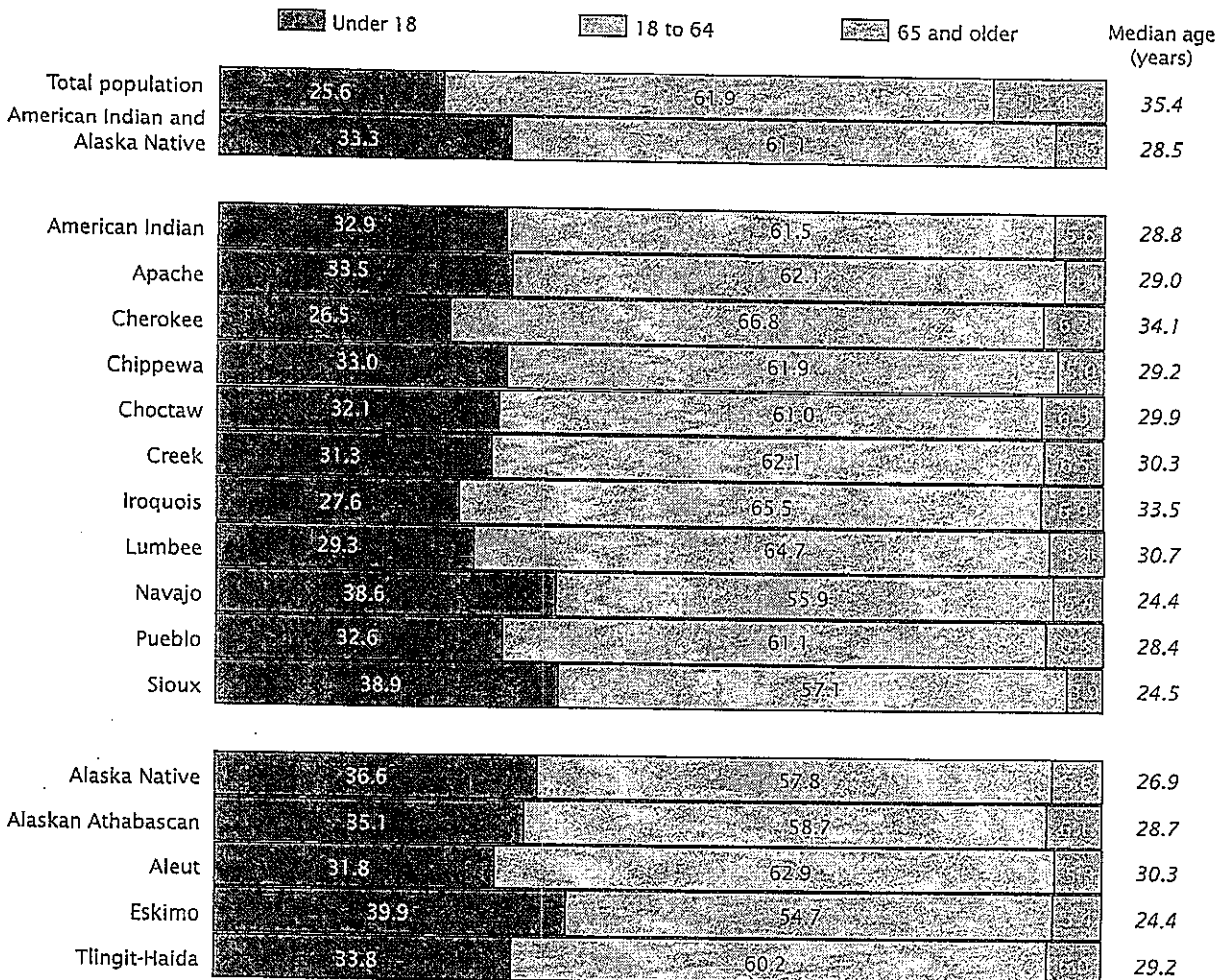 Under 18
18 to 64
65 and older
Median age
(years)
Total population
25.6
61.9
35.4
American Indian and
Alaska Native
33.3
61.1
28.5
American Indian
32.9
61.5
28.8
Apache
33.5
62.1
29.0
Cherokee
26.5
66.8
34.1
Chippewa
33.0
61.9
29.2
Choctaw
32.1
61.0
29.9
Creek
31.3
62.1
30.3
Iroquois
27.6
65.5
33.5
Lumbee
29.3
64.7
30.7
Navajo
38.6
55.9
24.4
Pueblo
32.6
61.1
28.4
Sioux
38.9
57.1
24.5
Alaska Native
36.6
57.8
26.9
Alaskan Athabascan
35.1
58.7
28.7
Aleut
31.8
62.9
30.3
Eskimo
39.9
54.7
24.4
Tlingit-Haida
33.8
60.2
29.2